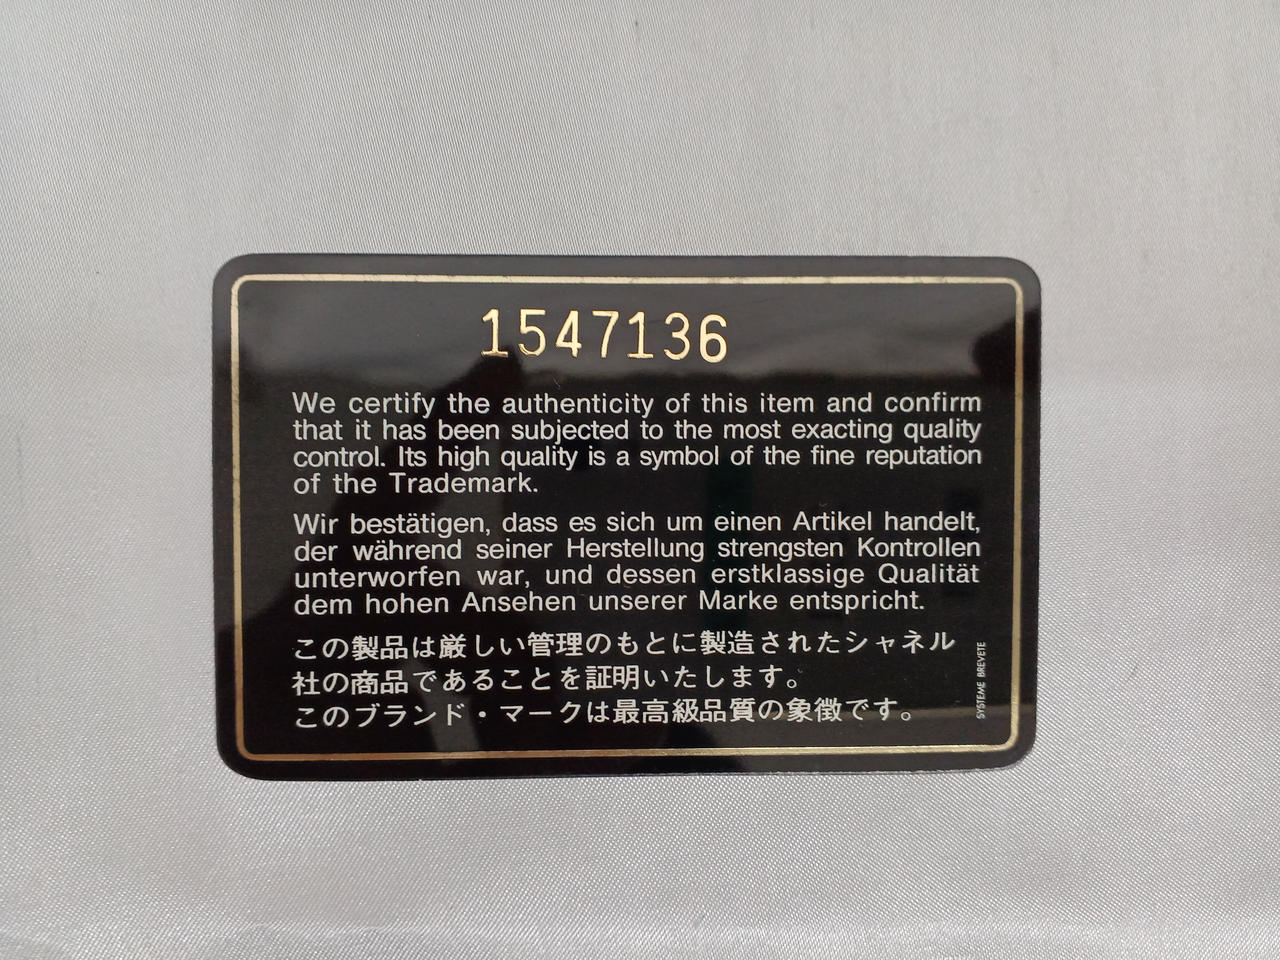 1547136
We certify the authenticity of this item and confirm
that it has been subjected to the most exacting quality
control. Its high quality is a symbol of the fine reputation
of the Trademark.
Wir bestätigen, dass es sich um einen Artikel handelt,
der während seiner Herstellung strengsten Kontrollen
unterworfen war, und dessen erstklassige Qualität
dem hohen Ansehen unserer Marke entspricht.
この製品は厳しい管理のもとに製造されたシャネル
社の商品であることを証明いたします。
このブランド・マークは最高級品質の象徴です。
SYSTEME BREVETE